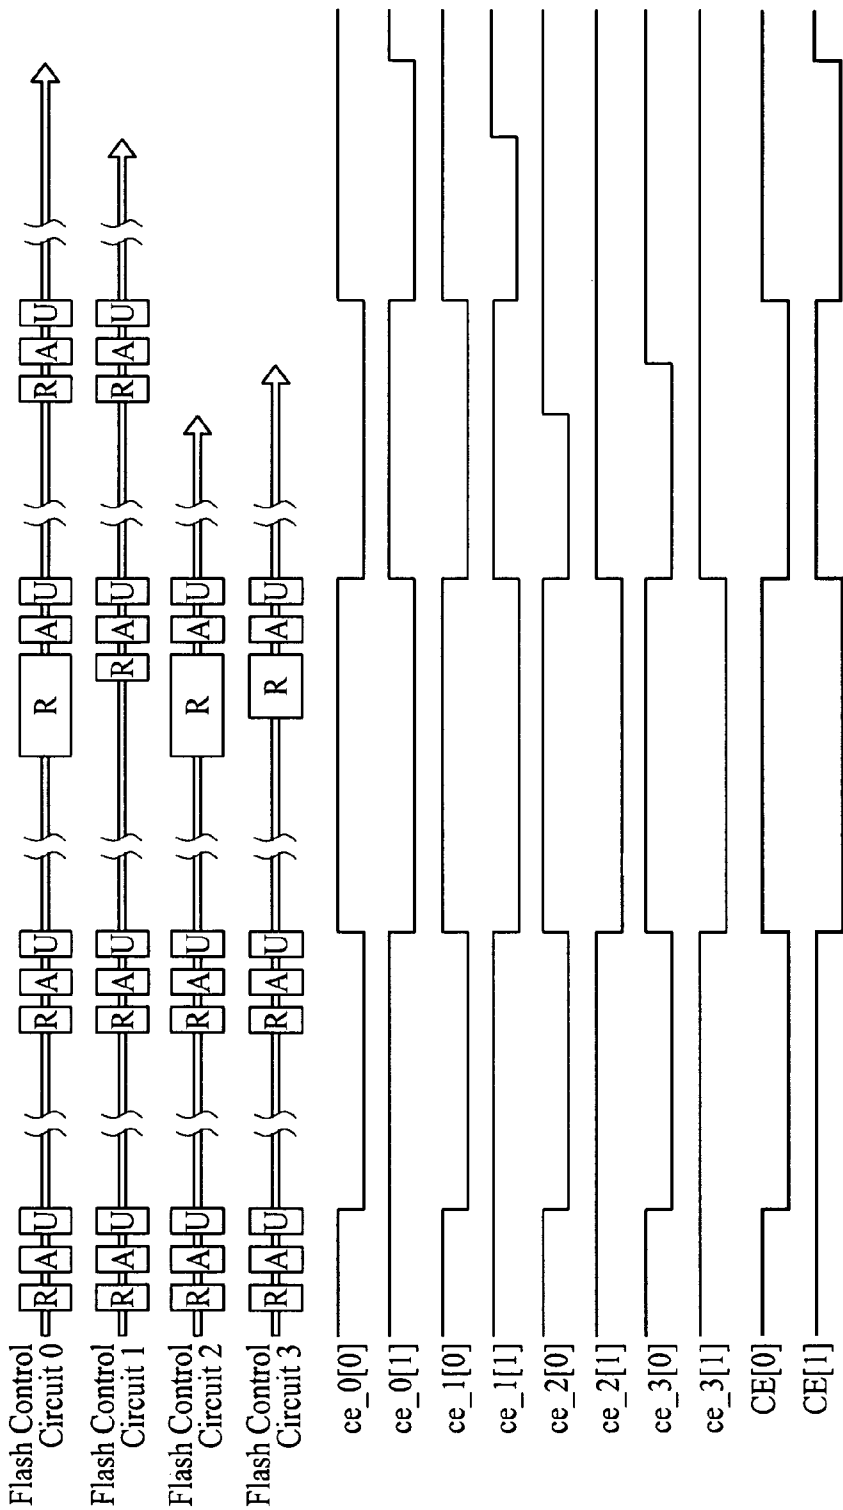 Flash Control
Circuit 0
R A U R A U R A U R A U
Flash Control
Circuit 1
R A U R A U R A U R A U
Flash Control
Circuit 2
R A U R A U R A U
Flash Control
Circuit 3
R A U R A U R A U
ce_0[0]
ce_0[1]
ce_1[0]
ce_1[1]
ce_2[0]
ce_2[1]
ce_3[0]
ce_3[1]
CE[0]
CE[1]